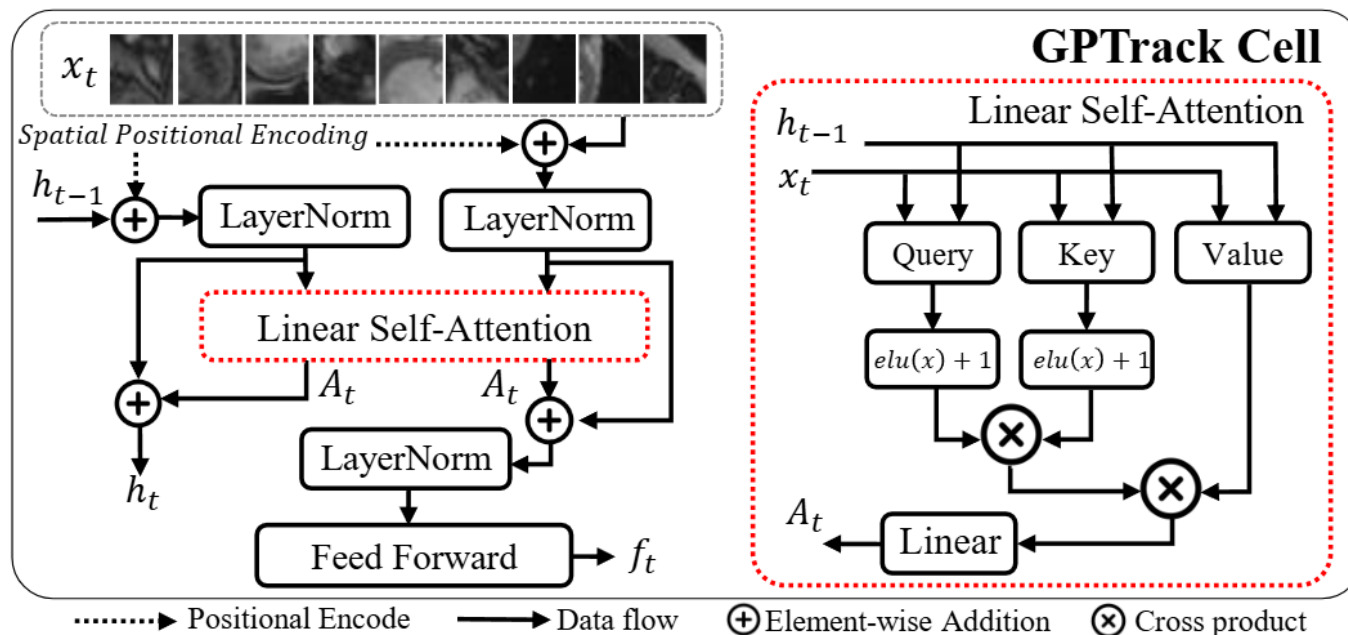 GPTrack Cell
x_t
Spatial Positional Encoding
h_{t-1}
LayerNorm
LayerNorm
Linear Self-Attention
A_t
A_t
LayerNorm
h_t
Feed Forward
f_t
Linear Self-Attention
h_{t-1}
x_t
Query
Key
Value
elu(x) + 1
elu(x) + 1
A_t
Linear
Positional Encode
Data flow
Element-wise Addition
Cross product